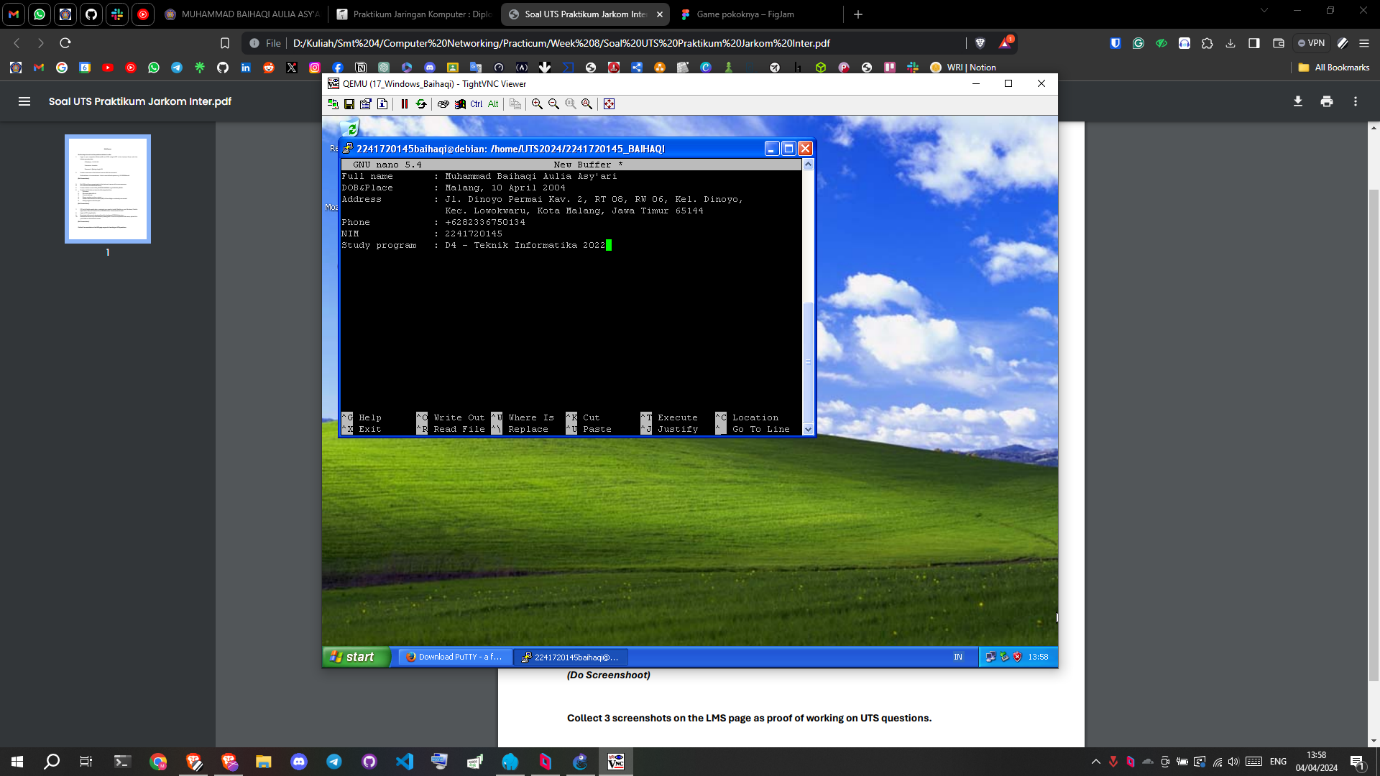 MUHAMMAD BAIHAQI AULIA ASY'A
Praktikum Jaringan Komputer : Diplo
Soal UTS Praktikum Jarkom Inter
Game pokoknya – FigJam
File
D:/Kuliah/Smt%204/Computer%20Networking/Practicum/Week%208/Soal%20UTS%20Praktikum%20Jarkom%20Inter.pdf
VPN
WRI | Notion
All Bookmarks
Soal UTS Praktikum Jarkom Inter.pdf
1
QEMU (17_Windows_Baihaqi) - TightVNC Viewer
Ctrl Alt
2241720145baihaqi@debian: /home/UTS2024/2241720145_BAIHAQI
GNU nano 5.4 New Buffer *
Full name : Muhammad Baihaqi Aulia Asy'ari
DOB&Place : Malang, 10 April 2004
Address : Jl. Dinoyo Permai Kav. 2, RT 08, RW 06, Kel. Dinoyo,
Kec. Lowokwaru, Kota Malang, Jawa Timur 65144
Phone : +6282336750134
NIM : 2241720145
Study program : D4 - Teknik Informatika 2022
^G Help ^O Write Out ^W Where Is ^K Cut ^T Execute ^C Location
^X Exit ^R Read File ^\ Replace ^U Paste ^J Justify ^_ Go To Line
start
Download PuTTY - a f...
2241720145baihaqi@...
IN
13:58
(Do Screenshoot)
Collect 3 screenshots on the LMS page as proof of working on UTS questions.
ENG
13:58
04/04/2024